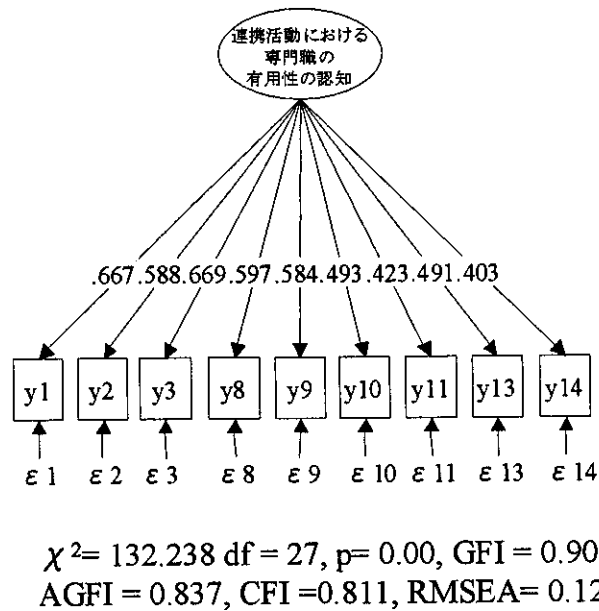 連携活動における
専門職の
有用性の認知
.667.588.669.597.584.493.423.491.403
y1 y2 y3 y8 y9 y10 y11 y13 y14
ε1 ε2 ε3 ε8 ε9 ε10 ε11 ε13 ε14
χ²= 132.238 df = 27, p= 0.00, GFI = 0.90
AGFI = 0.837, CFI =0.811, RMSEA= 0.12